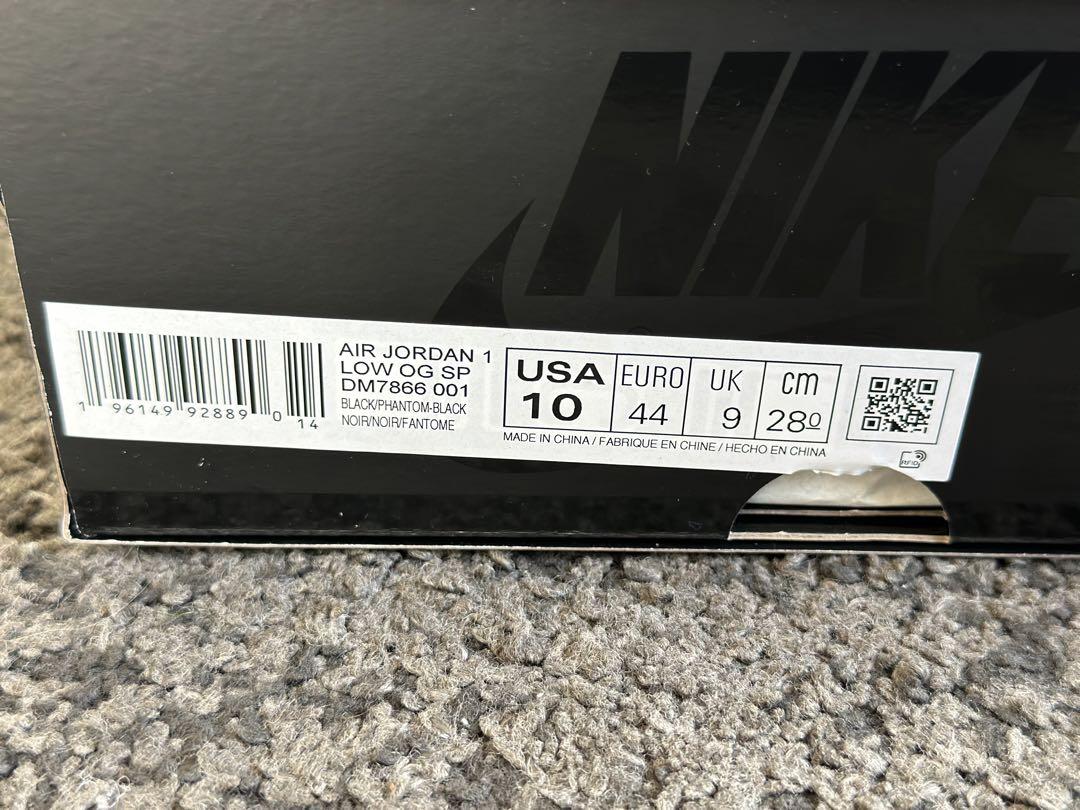 NIKE
AIR JORDAN 1
LOW OG SP
DM7866 001
BLACK/PHANTOM-BLACK
NOIR/NOIR/FANTOME
1 96149 92889 0 14
USA 10
EURO 44
UK 9
cm 28.0
MADE IN CHINA / FABRIQUE EN CHINE / HECHO EN CHINA
RFID